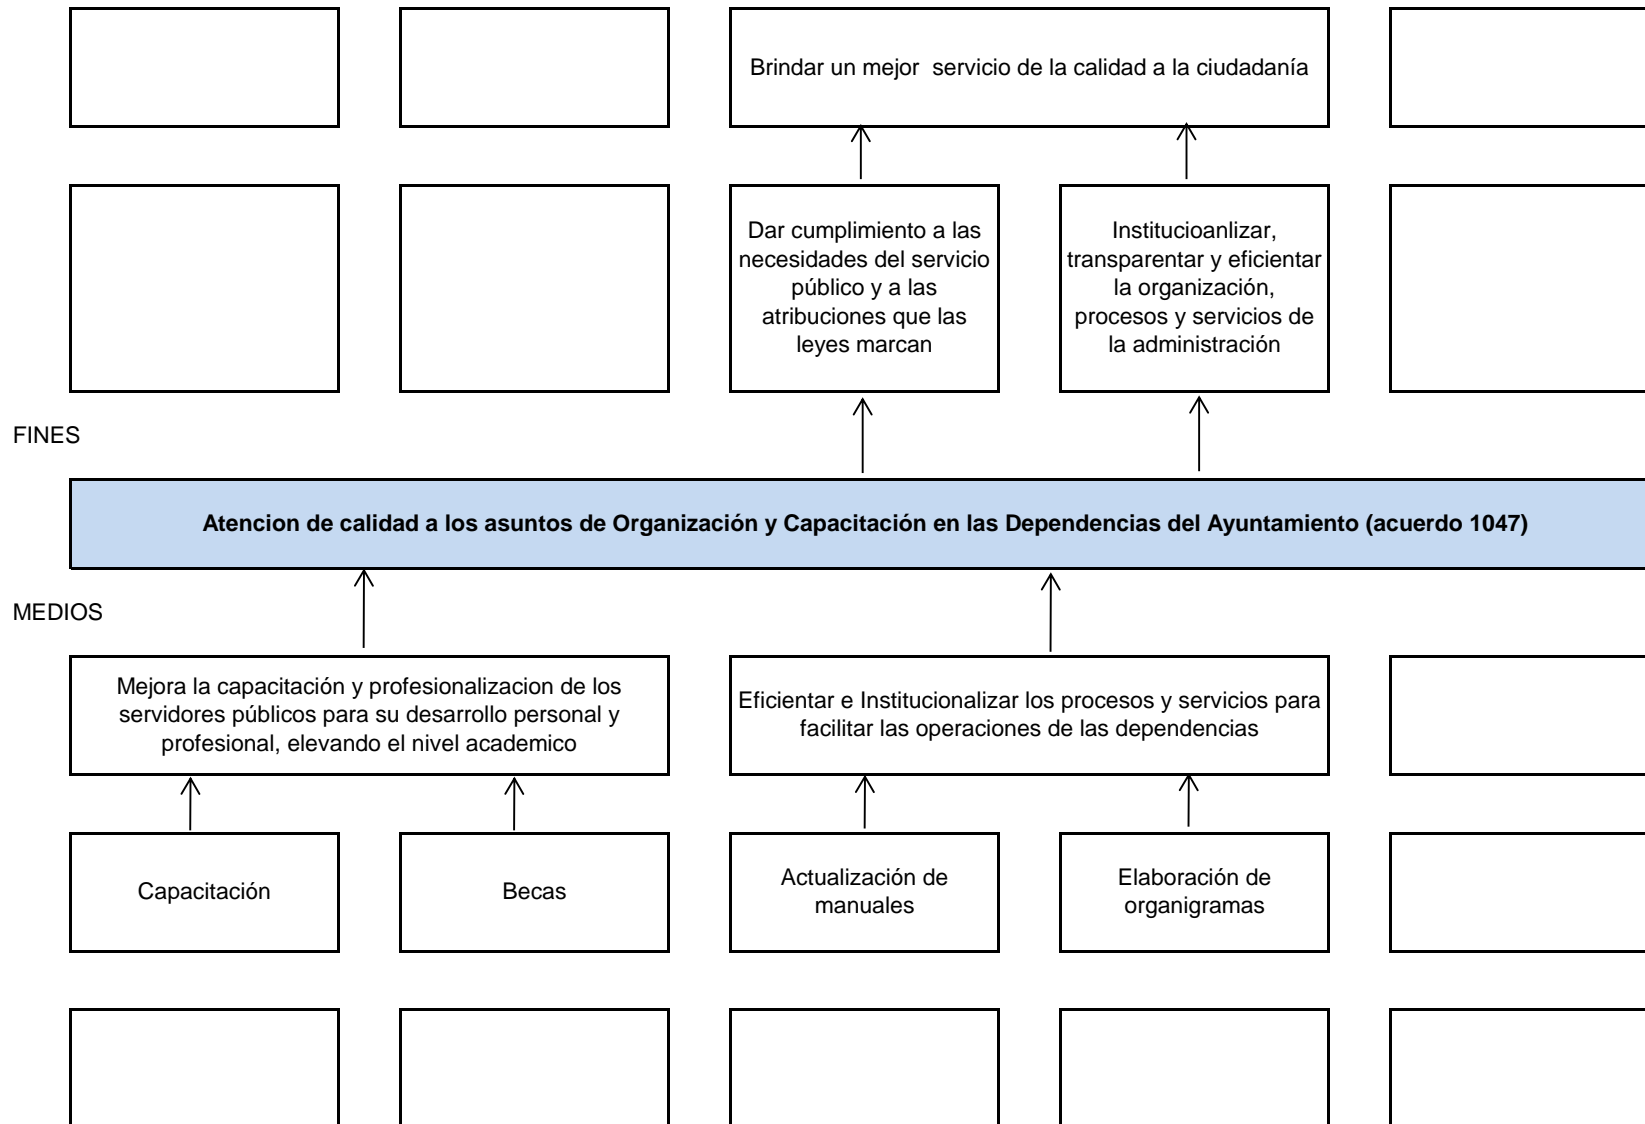 Brindar un mejor  servicio de la calidad a la ciudadanía
Dar cumplimiento a las
necesidades del servicio
público y a las
atribuciones que las
leyes marcan
Institucioanlizar,
transparentar y eficientar
la organización,
procesos y servicios de
la administración
FINES
Atencion de calidad a los asuntos de Organización y Capacitación en las Dependencias del Ayuntamiento (acuerdo 1047)
MEDIOS
Mejora la capacitación y profesionalizacion de los
servidores públicos para su desarrollo personal y
profesional, elevando el nivel academico
Eficientar e Institucionalizar los procesos y servicios para
facilitar las operaciones de las dependencias
Capacitación
Becas
Actualización de
manuales
Elaboración de
organigramas